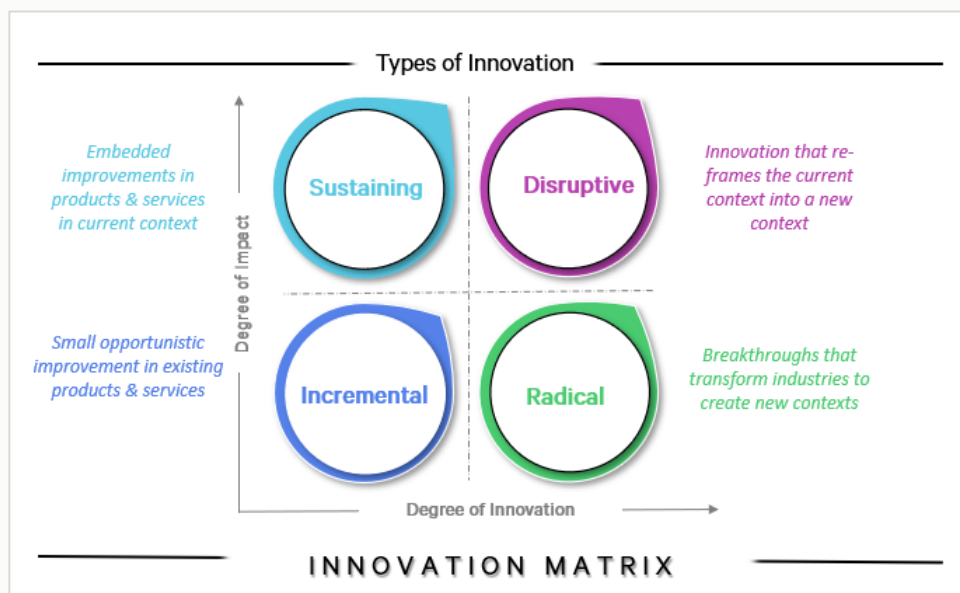 Types of Innovation
Embedded
improvements in
products & services
in current context
Sustaining
Disruptive
Innovation that re-
frames the current
context into a new
context
Degree of Impact
Small opportunistic
improvement in existing
products & services
Incremental
Radical
Breakthroughs that
transform industries to
create new contexts
Degree of Innovation
INNOVATION MATRIX